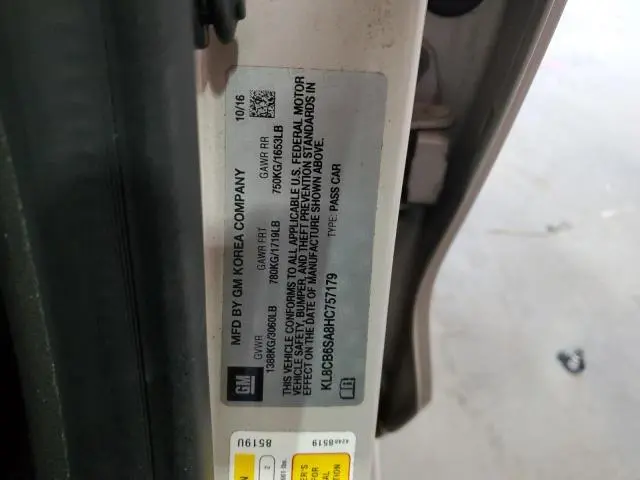 MFD BY GM KOREA COMPANY 10/16
GVWR GAWR FRT GAWR RR
1388KG/3060LB 780KG/1719LB 750KG/1653LB
THIS VEHICLE CONFORMS TO ALL APPLICABLE U.S. FEDERAL MOTOR
VEHICLE SAFETY, BUMPER, AND THEFT PREVENTION STANDARDS IN
EFFECT ON THE DATE OF MANUFACTURE SHOWN ABOVE.
KL8CB6SA8HC757179 TYPE: PASS CAR
GM
8519U
42468519